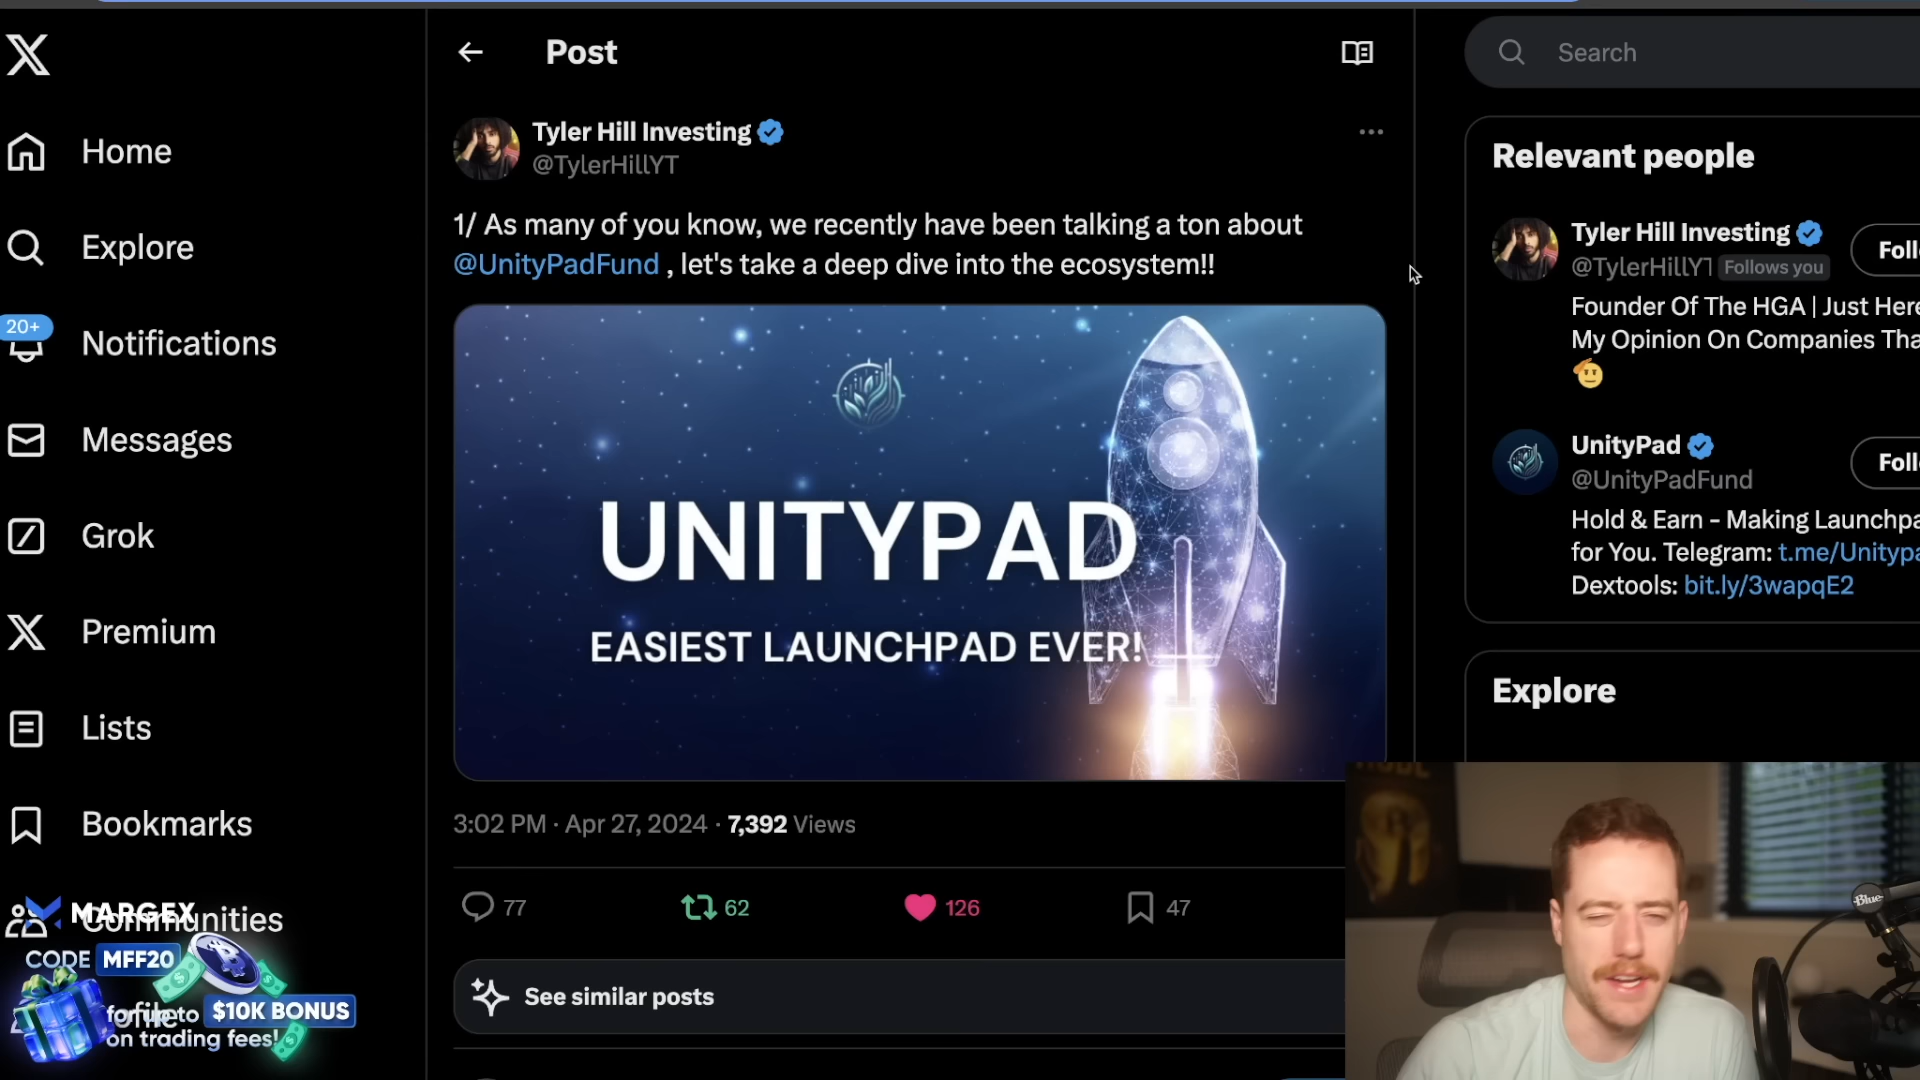 Post
Search
Home
Explore
20+
Notifications
Messages
Grok
Premium
Lists
Bookmarks
Communities
MARGEX
CODE MFF20
for up to $10K BONUS
on trading fees!
Tyler Hill Investing
@TylerHillYT
1/ As many of you know, we recently have been talking a ton about
@UnityPadFund , let's take a deep dive into the ecosystem!!
UNITYPAD
EASIEST LAUNCHPAD EVER!
3:02 PM · Apr 27, 2024 · 7,392 Views
77 62 126 47
See similar posts
Relevant people
Tyler Hill Investing
Foll
@TylerHillYT Follows you
Founder Of The HGA | Just Here
My Opinion On Companies Tha
UnityPad
Foll
@UnityPadFund
Hold & Earn - Making Launchpa
for You. Telegram: t.me/Unitypa
Dextools: bit.ly/3wapqE2
Explore
Blue